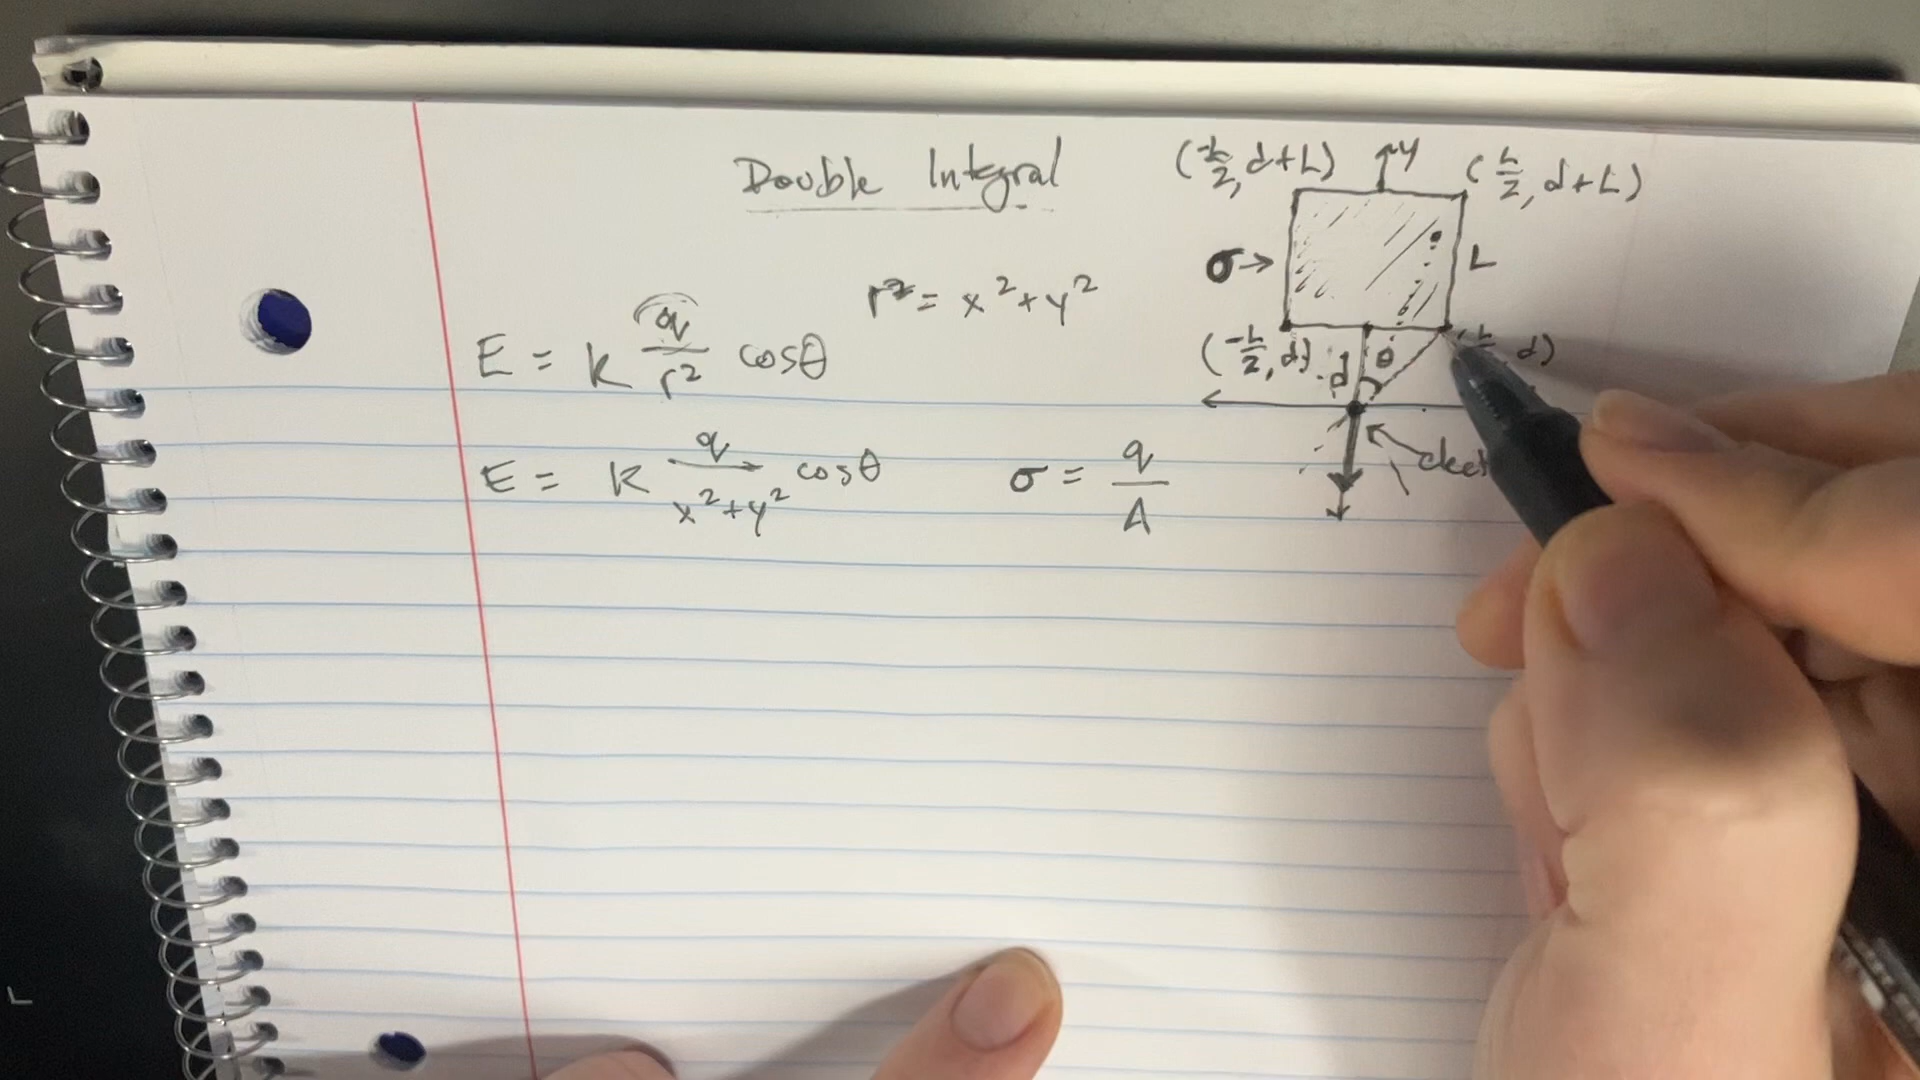 Double Integral
(-L/2, d+L) y (L/2, d+L)
σ→ L
r² = x²+y²
E = k q/r² cosθ
(-L/2, d) d θ d)
E = k q/x²+y² cosθ σ = q/A